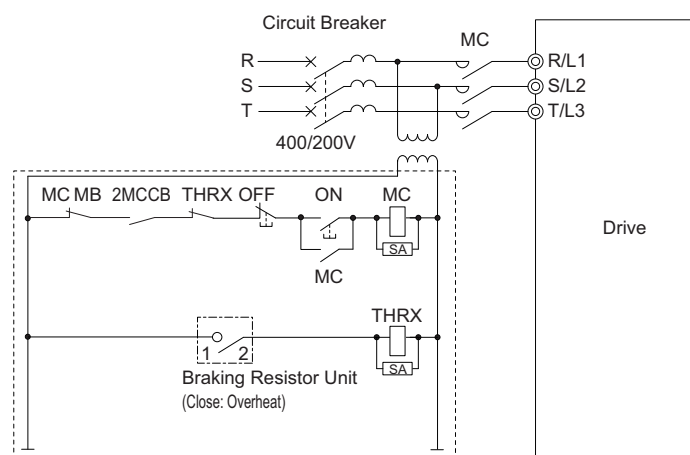 Circuit Breaker
MC
R
R/L1
S
S/L2
T
T/L3
400/200V
MC MB
2MCCB
THRX
OFF
ON
MC
SA
MC
Drive
THRX
1
2
SA
Braking Resistor Unit
(Close: Overheat)